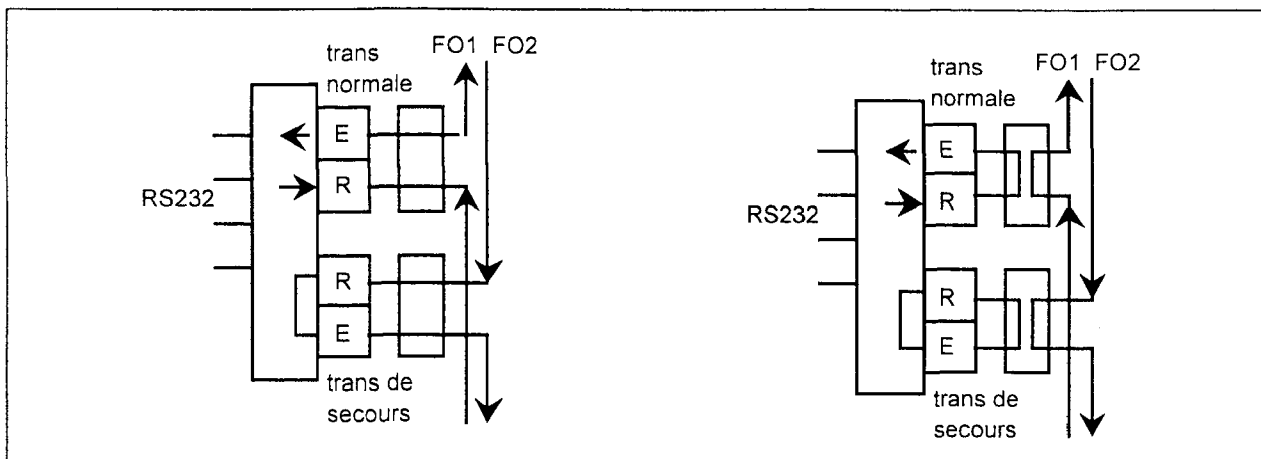 trans
normale
FO1 FO2
E
R
RS232
R
E
trans de
secours
trans
normale
FO1 FO2
E
R
RS232
R
E
trans de
secours